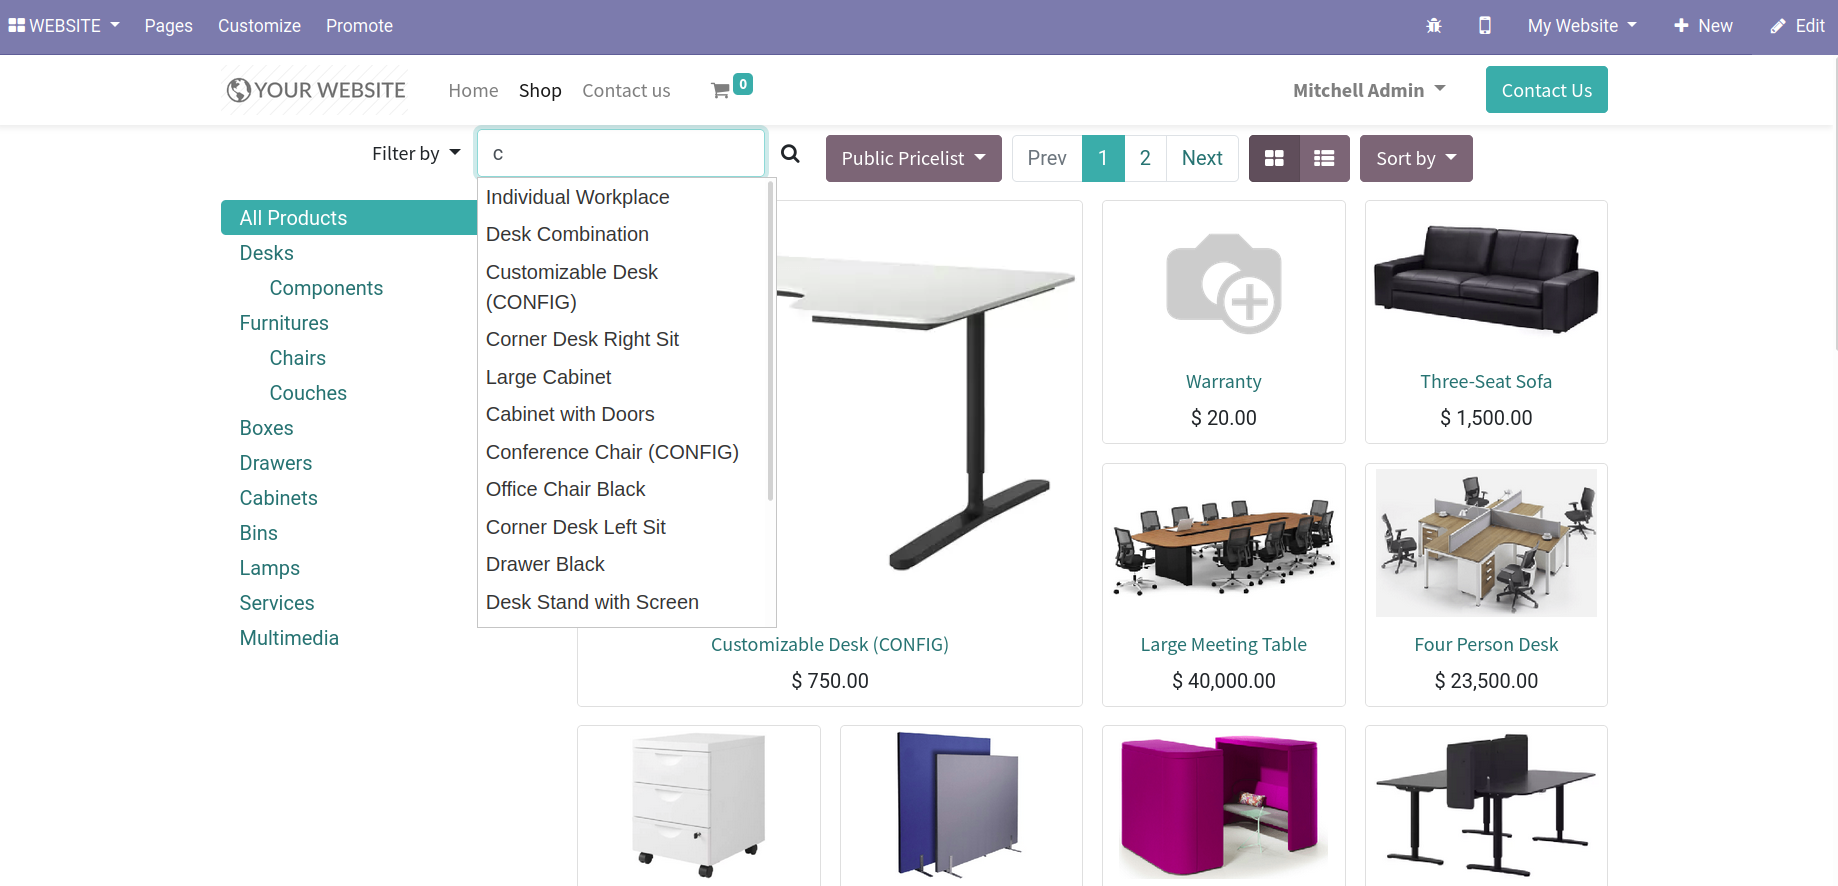 WEBSITE Pages Customize Promote My Website New Edit
YOUR WEBSITE Home Shop Contact us 0 Mitchell Admin Contact Us
Filter by c Public Pricelist Prev 1 2 Next Sort by
All Products
Desks
Components
Furnitures
Chairs
Couches
Boxes
Drawers
Cabinets
Bins
Lamps
Services
Multimedia
Individual Workplace
Desk Combination
Customizable Desk
(CONFIG)
Corner Desk Right Sit
Large Cabinet
Cabinet with Doors
Conference Chair (CONFIG)
Office Chair Black
Corner Desk Left Sit
Drawer Black
Desk Stand with Screen
Warranty
$ 20.00
Three-Seat Sofa
$ 1,500.00
Customizable Desk (CONFIG)
$ 750.00
Large Meeting Table
$ 40,000.00
Four Person Desk
$ 23,500.00